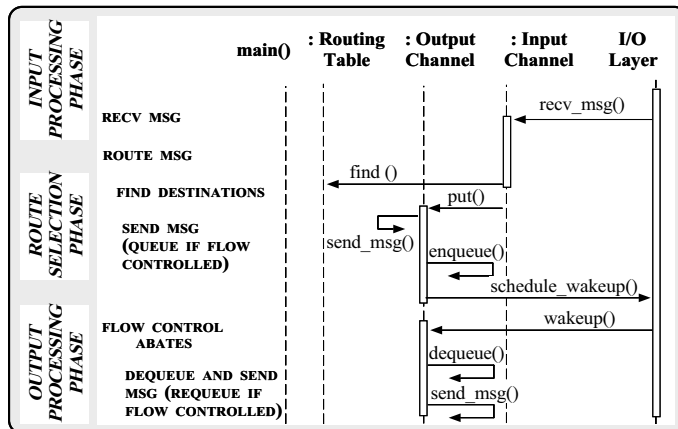 INPUT
PROCESSING
PHASE
ROUTE
SELECTION
PHASE
OUTPUT
PROCESSING
PHASE
main()
: Routing
Table
: Output
Channel
: Input
Channel
I/O
Layer
RECV MSG
recv_msg()
ROUTE MSG
find ()
FIND DESTINATIONS
put()
SEND MSG
(QUEUE IF FLOW
CONTROLLED)
send_msg()
enqueue()
schedule_wakeup()
FLOW CONTROL
ABATES
wakeup()
dequeue()
DEQUEUE AND SEND
MSG (REQUEUE IF
FLOW CONTROLLED)
send_msg()